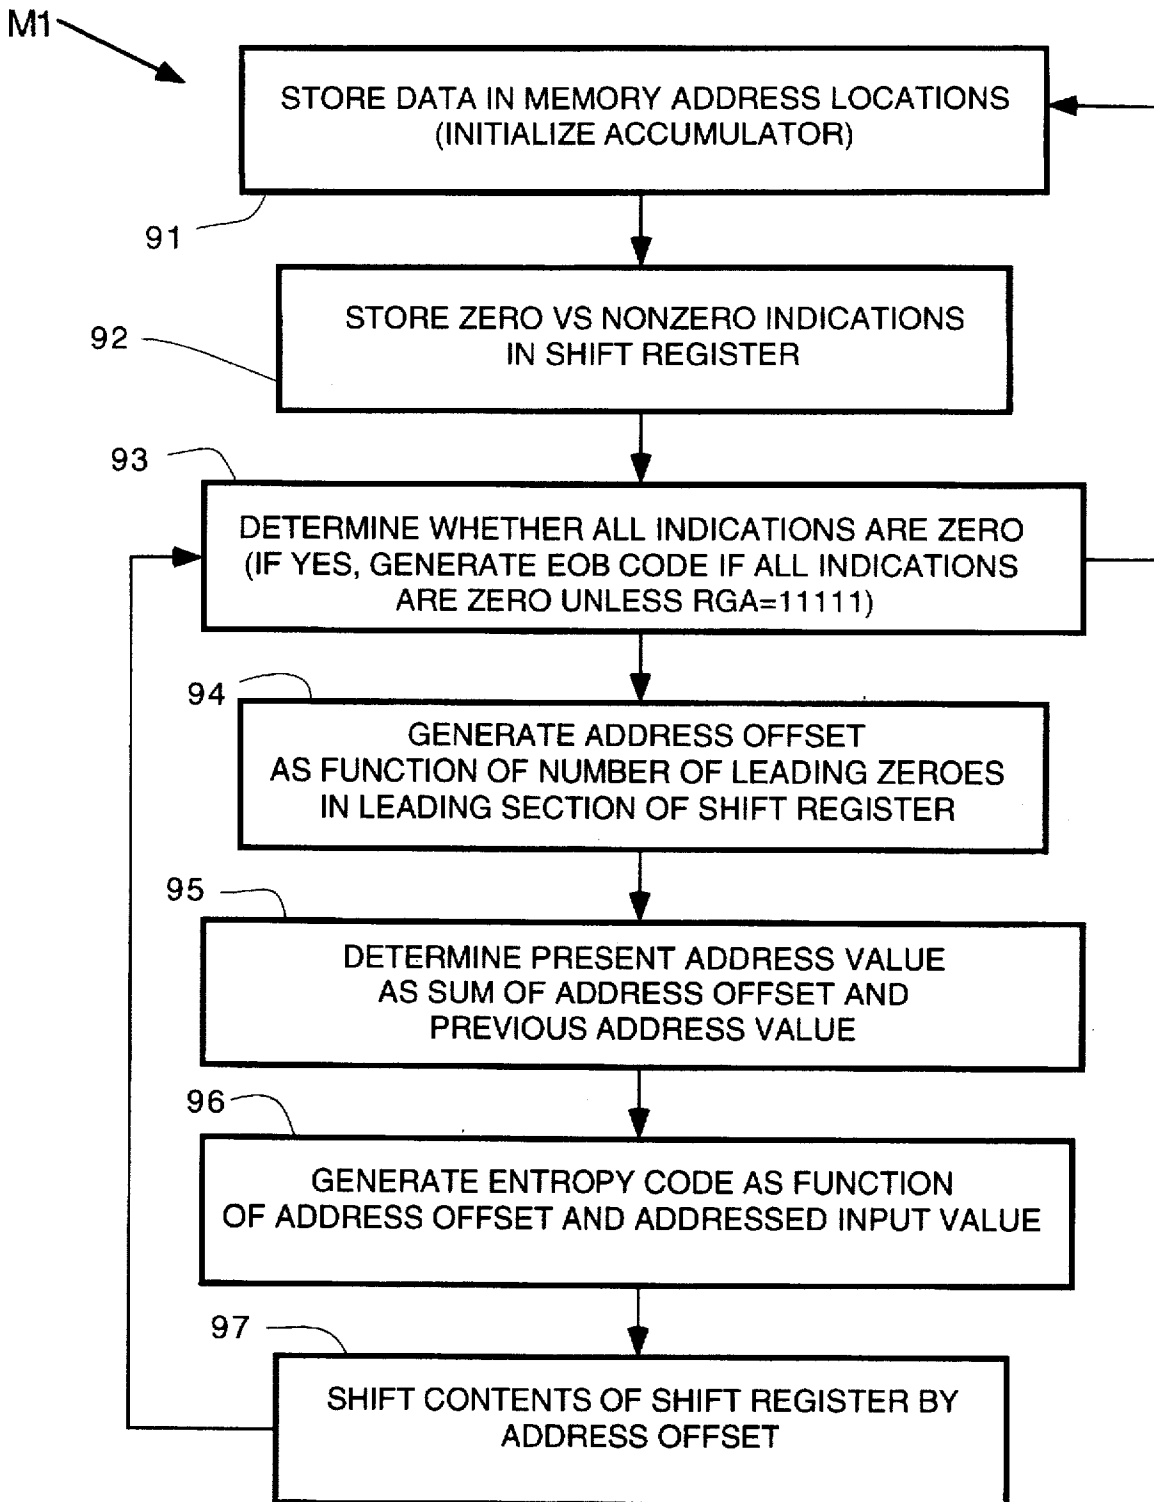 M1
STORE DATA IN MEMORY ADDRESS LOCATIONS
(INITIALIZE ACCUMULATOR)
91
STORE ZERO VS NONZERO INDICATIONS
IN SHIFT REGISTER
92
93
DETERMINE WHETHER ALL INDICATIONS ARE ZERO
(IF YES, GENERATE EOB CODE IF ALL INDICATIONS
ARE ZERO UNLESS RGA=11111)
94
GENERATE ADDRESS OFFSET
AS FUNCTION OF NUMBER OF LEADING ZEROES
IN LEADING SECTION OF SHIFT REGISTER
95
DETERMINE PRESENT ADDRESS VALUE
AS SUM OF ADDRESS OFFSET AND
PREVIOUS ADDRESS VALUE
96
GENERATE ENTROPY CODE AS FUNCTION
OF ADDRESS OFFSET AND ADDRESSED INPUT VALUE
97
SHIFT CONTENTS OF SHIFT REGISTER BY
ADDRESS OFFSET